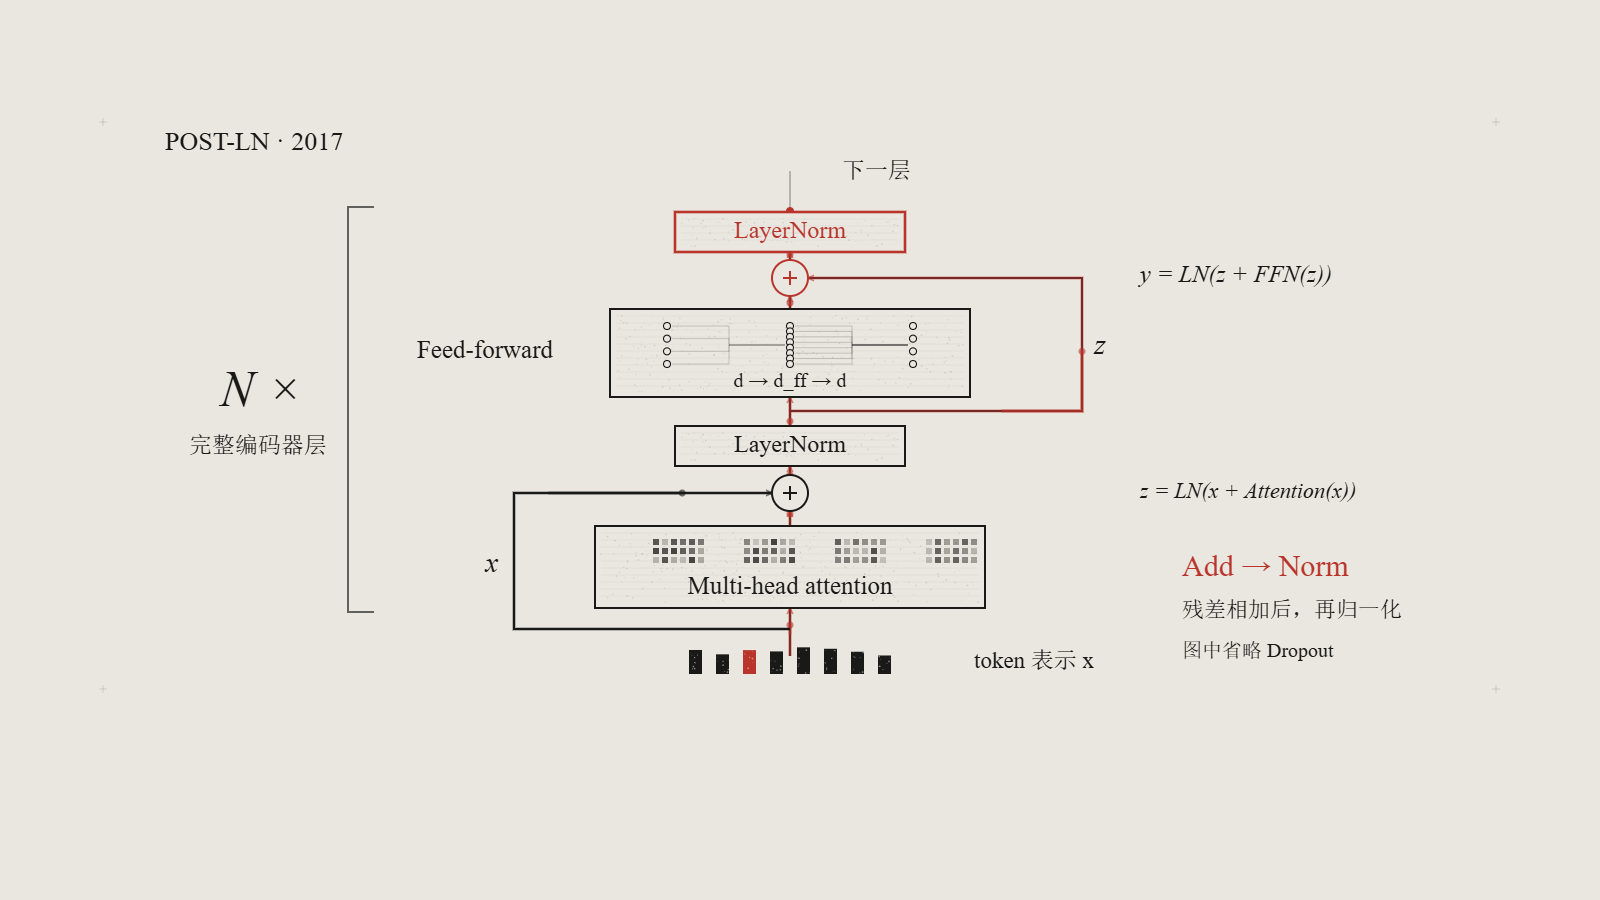 POST-LN · 2017
下一层
LayerNorm
y = LN(z + FFN(z))
Feed-forward
z
d → d_ff → d
N ×
完整编码器层
LayerNorm
z = LN(x + Attention(x))
x
Multi-head attention
Add → Norm
残差相加后，再归一化
图中省略 Dropout
token 表示 x